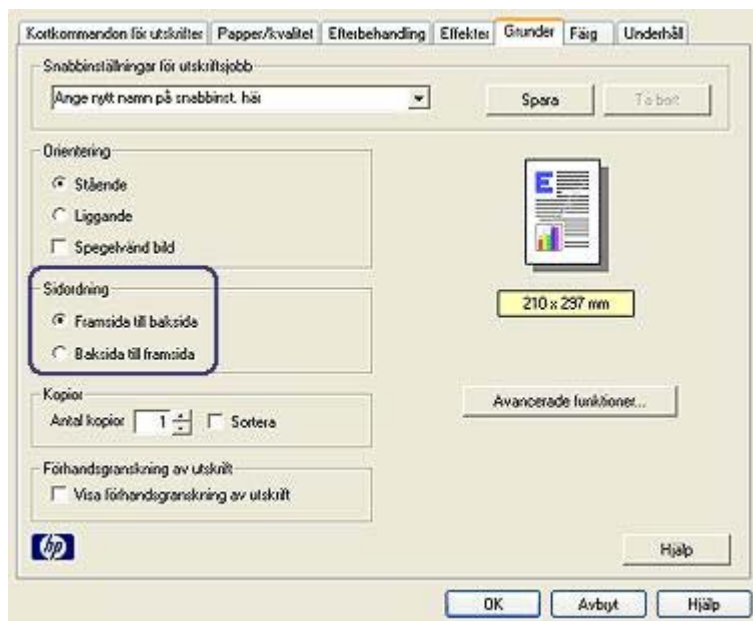 Kortkommandon för utskrifter Papper/kvalitet Efterbehandling Effekter Grunder Färg Underhåll
Snabbinställningar för utskriftsjobb
Ange nytt namn på snabbinst. här Spara Ta bort
Orientering
Stående
Liggande
Spegelvänd bild
Sidordning
Framsida till baksida
Baksida till framsida
210 x 297 mm
Kopior
Antal kopior 1 Sortera
Avancerade funktioner...
Förhandsgranskning av utskrift
Visa förhandsgranskning av utskrift
hp
Hjälp
OK Avbryt Hjälp